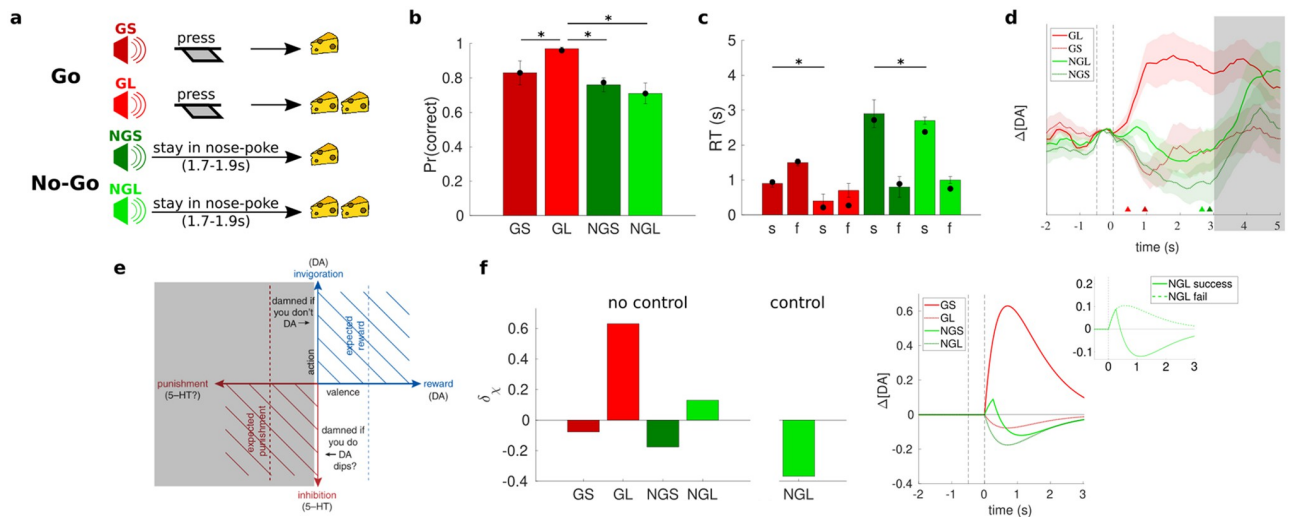 a
Go
GS
press
GL
press
No-Go
NGS
stay in nose-poke
(1.7-1.9s)
NGL
stay in nose-poke
(1.7-1.9s)
b
Pr(correct)
1
0.8
0.6
0.4
0.2
0
* * *
GS GL NGS NGL
c
RT (s)
5
4
3
2
1
0
* *
s f s f s f s f
d
GL
GS
NGL
NGS
Δ[DA]
-2 -1 0 1 2 3 4 5
time (s)
e
(DA)
invigoration
damned if
you don't
DA →
action
expected
reward
punishment
(5-HT?)
valence
reward
(DA)
expected
punishment
damned if
you do
← DA
dips?
inhibition
(5-HT)
f
no control
control
δχ
0.6
0.4
0.2
0
-0.2
-0.4
GS GL NGS NGL
NGL
GS
GL
NGS
NGL
Δ[DA]
0.6
0.4
0.2
0
-0.2
-0.4
-2 -1 0 1 2 3
time (s)
NGL success
NGL fail
0.2
0.1
0
-0.1
0 1 2 3